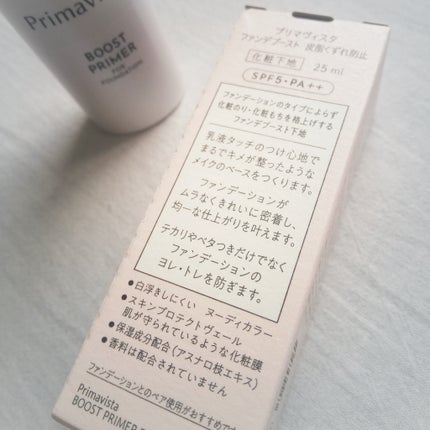 Primavista
BOOST
PRIMER
FOR
FOUNDATION
プリマヴィスタ
ファンデブースト 皮脂くずれ防止
化粧下地 25 ml
SPF5・PA++
ファンデーションのタイプによらず
化粧のり・化粧もちを格上げする
ファンデブースト下地
乳液タッチのつけ心地で
まるでキメが整ったような
メイクのベースをつくります。
ファンデーションが
ムラなくきれいに密着し、
均一な仕上がりを叶えます。
テカリやベタつきだけでなく
ファンデーションの
ヨレ・トレを防ぎます。
●白浮きしにくい ヌーディカラー
●スキンプロテクトヴェール
肌が守られているような化粧膜
●保湿成分配合(アスナロ枝エキス)
●香料は配合されていません
ファンデーションとのペア使用がおすすめです
Primavista
BOOST PRIMER